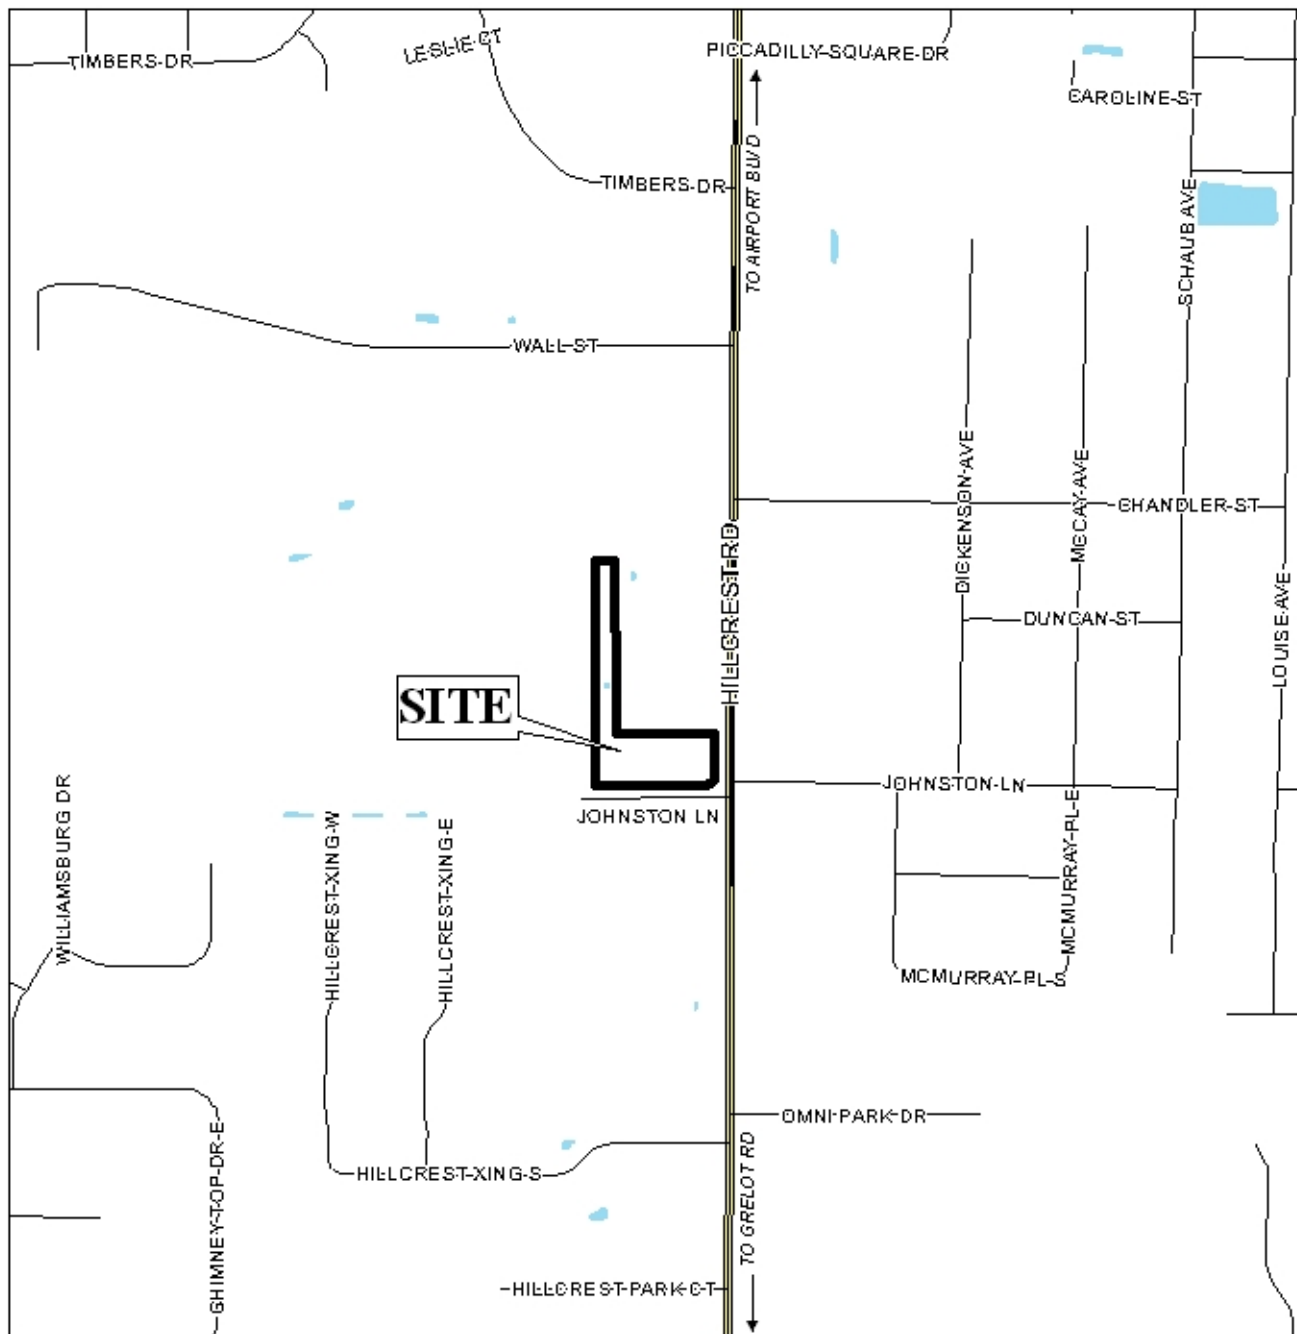 TIMBERS DR
LESLIE CT
PICCADILLY SQUARE DR
CAROLINE ST
TIMBERS DR
TO AIRPORT BLVD
SCHAUB AVE
WALL ST
HILLCREST RD
DICKENSON AVE
MCCAY AVE
CHANDLER ST
DUNCAN ST
LOUISE AVE
SITE
JOHNSTON LN
JOHNSTON LN
WILLIAMSBURG DR
HILLCREST XING W
HILLCREST XING E
MCMURRAY PL E
MCMURRAY PL S
OMNI PARK DR
HILLCREST XING S
CHIMNEY TOP DR E
TO GRELOT RD
HILLCREST PARK CT